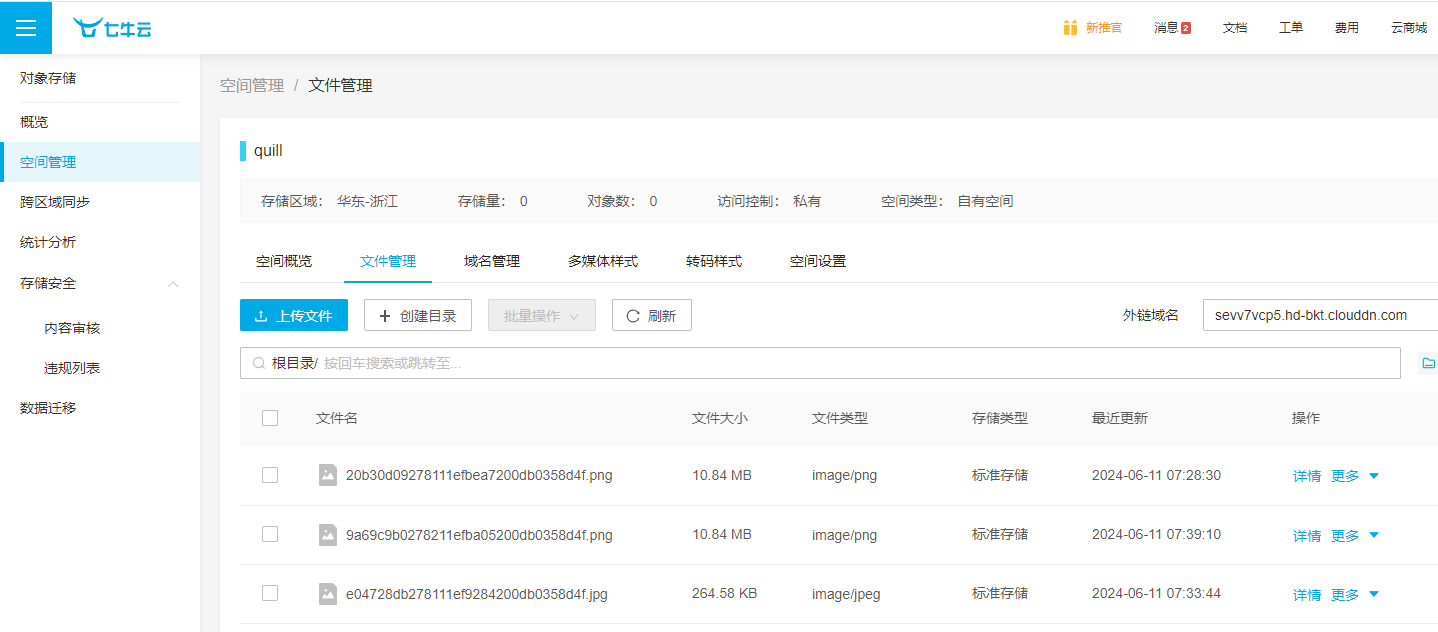 七牛云
新推官 消息 2 文档 工单 费用 云商城
对象存储
概览
空间管理
跨区域同步
统计分析
存储安全
内容审核
违规列表
数据迁移
空间管理 / 文件管理
quill
存储区域： 华东-浙江 存储量： 0 对象数： 0 访问控制： 私有 空间类型： 自有空间
空间概览 文件管理 域名管理 多媒体样式 转码样式 空间设置
上传文件 + 创建目录 批量操作 刷新 外链域名 sevv7vcp5.hd-bkt.clouddn.com
根目录/ 按回车搜索或跳转至...
文件名 文件大小 文件类型 存储类型 最近更新 操作
20b30d09278111efbea7200db0358d4f.png 10.84 MB image/png 标准存储 2024-06-11 07:28:30 详情 更多
9a69c9b0278211efba05200db0358d4f.png 10.84 MB image/png 标准存储 2024-06-11 07:39:10 详情 更多
e04728db278111ef9284200db0358d4f.jpg 264.58 KB image/jpeg 标准存储 2024-06-11 07:33:44 详情 更多